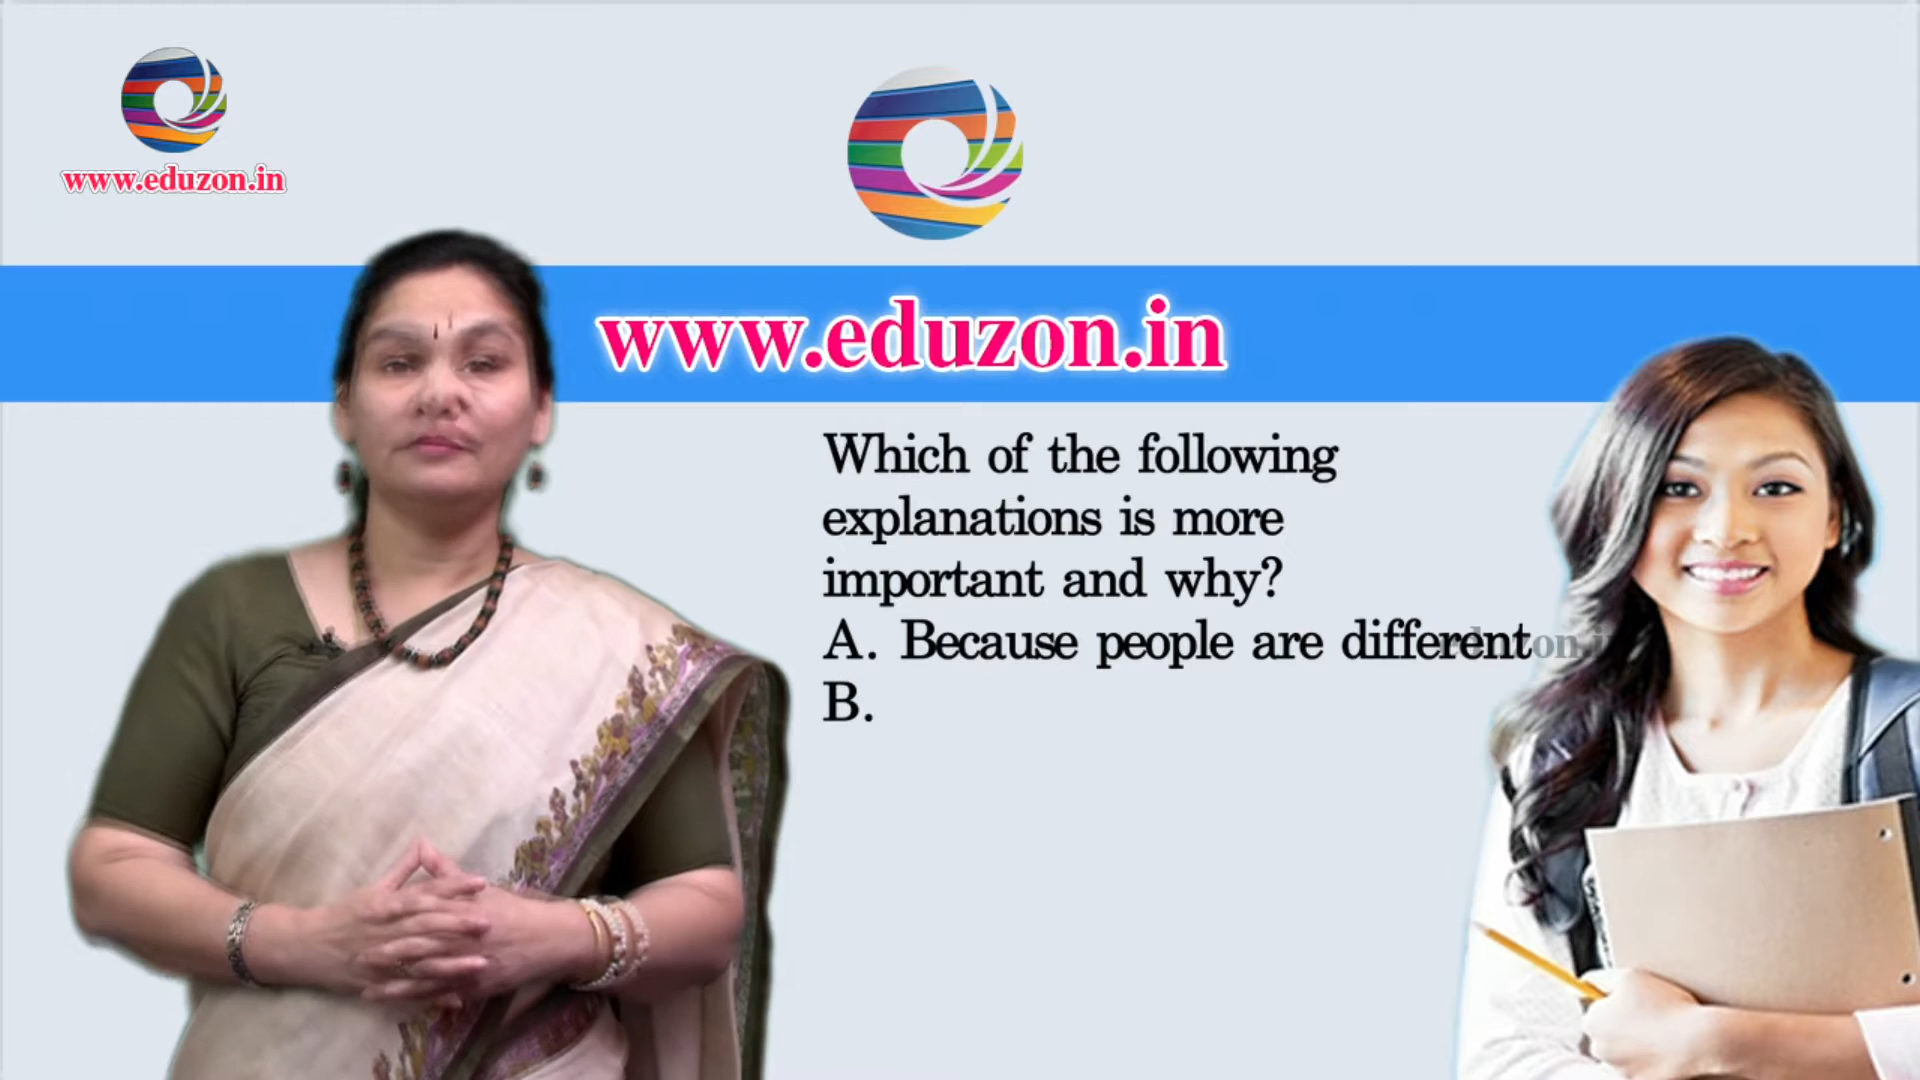 www.eduzon.in
www.eduzon.in
Which of the following
explanations is more
important and why?
A. Because people are different
B.